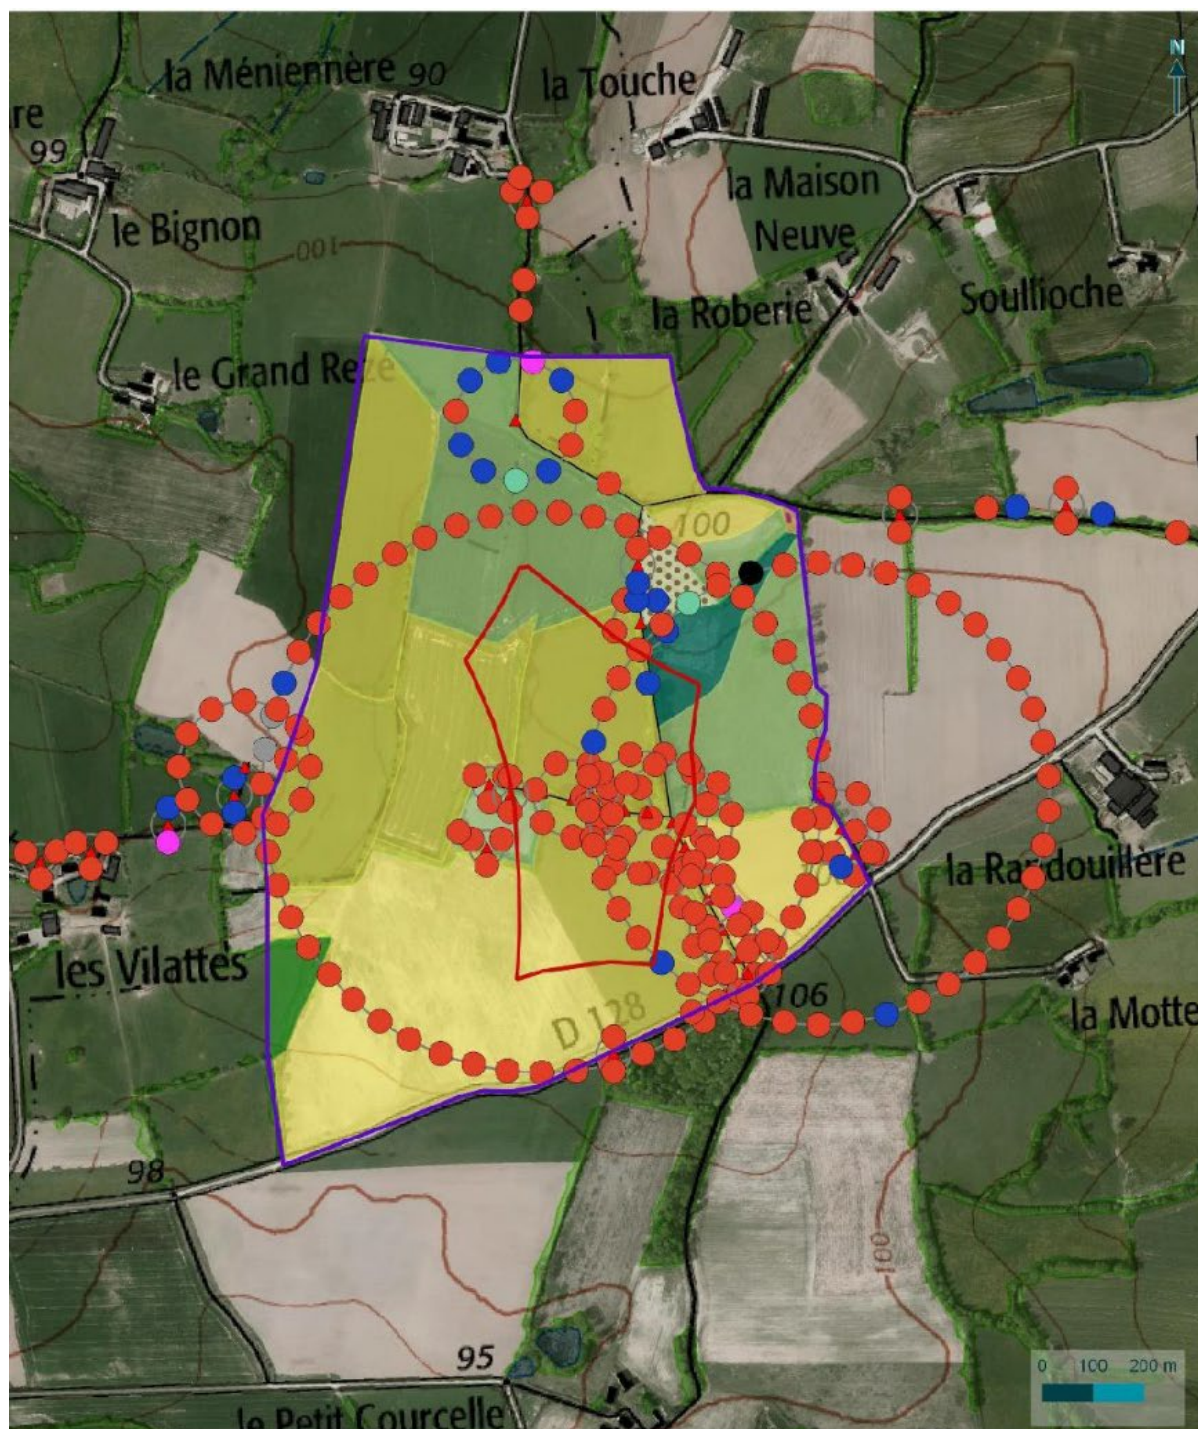 N
la Méniennère 90
la Touche
re
99
la Maison
Neuve
le Bignon
100
Soullioche
la Roberie
le Grand Rezé
100
la Randouillère
les Vilattes
106
D 128
la Motte
98
100
95
0 100 200 m
le Petit Courcelle